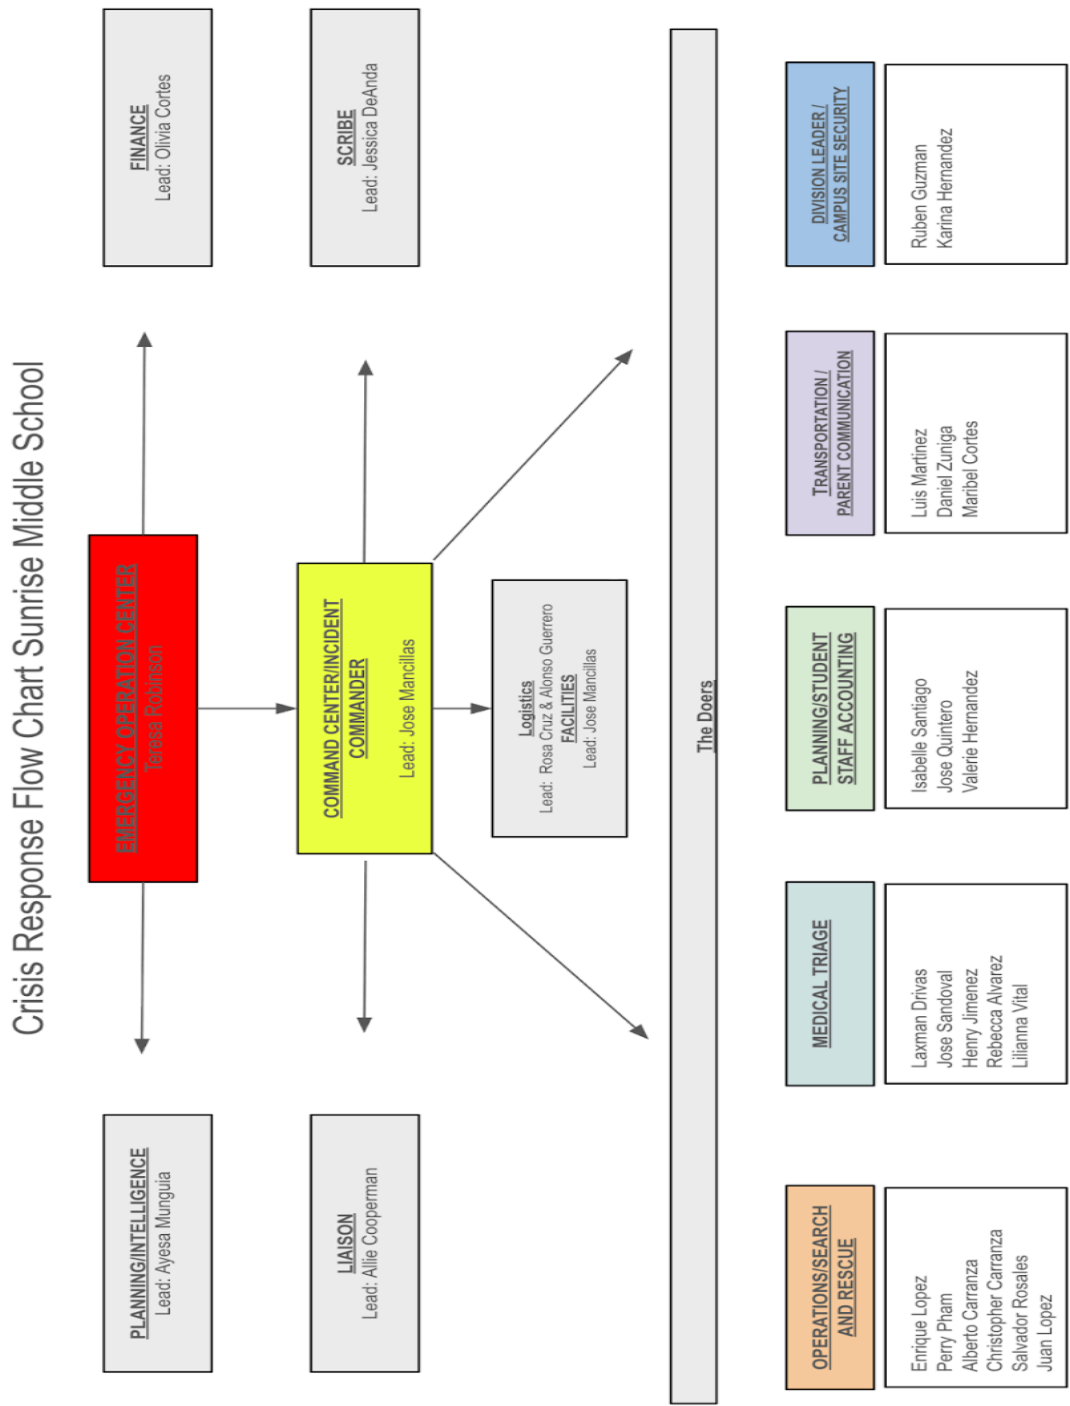 Crisis Response Flow Chart Sunrise Middle School
EMERGENCY OPERATION CENTER
Teresa Robinson
PLANNING/INTELLIGENCE
Lead: Ayesa Munguia
FINANCE
Lead: Olivia Cortes
COMMAND CENTER/INCIDENT
COMMANDER
Lead: Jose Mancillas
LIAISON
Lead: Allie Cooperman
SCRIBE
Lead: Jessica DeAnda
Logistics
Lead: Rosa Cruz & Alonso Guerrero
FACILITIES
Lead: Jose Mancillas
The Doers
OPERATIONS/SEARCH
AND RESCUE
Enrique Lopez
Perry Pham
Alberto Carranza
Christopher Carranza
Salvador Rosales
Juan Lopez
MEDICAL TRIAGE
Laxman Drivas
Jose Sandoval
Henry Jimenez
Rebecca Alvarez
Lilianna Vital
PLANNING/STUDENT
STAFF ACCOUNTING
Isabelle Santiago
Jose Quintero
Valerie Hernandez
TRANSPORTATION /
PARENT COMMUNICATION
Luis Martinez
Daniel Zuniga
Maribel Cortes
DIVISION LEADER /
CAMPUS SITE SECURITY
Ruben Guzman
Karina Hernandez